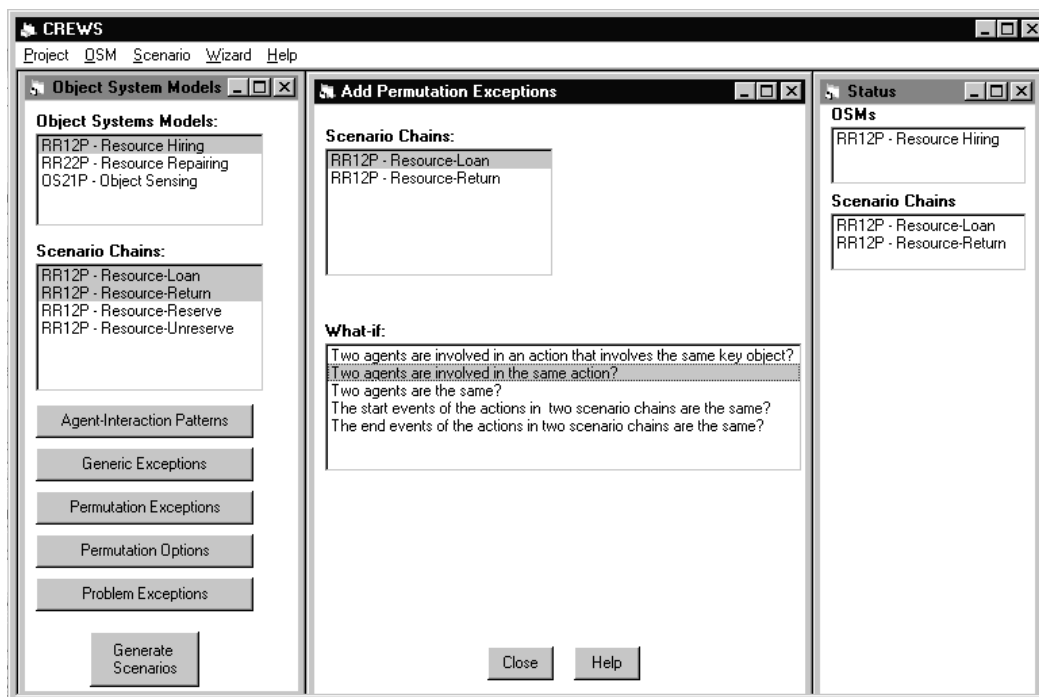 CREWS
Project OSM Scenario Wizard Help
Object System Models
Object Systems Models:
RR12P - Resource Hiring
RR22P - Resource Repairing
OS21P - Object Sensing
Scenario Chains:
RR12P - Resource-Loan
RR12P - Resource-Return
RR12P - Resource-Reserve
RR12P - Resource-Unreserve
Agent-Interaction Patterns
Generic Exceptions
Permutation Exceptions
Permutation Options
Problem Exceptions
Generate
Scenarios
Add Permutation Exceptions
Scenario Chains:
RR12P - Resource-Loan
RR12P - Resource-Return
What-if:
Two agents are involved in an action that involves the same key object?
Two agents are involved in the same action?
Two agents are the same?
The start events of the actions in two scenario chains are the same?
The end events of the actions in two scenario chains are the same?
Close
Help
Status
OSMs
RR12P - Resource Hiring
Scenario Chains
RR12P - Resource-Loan
RR12P - Resource-Return